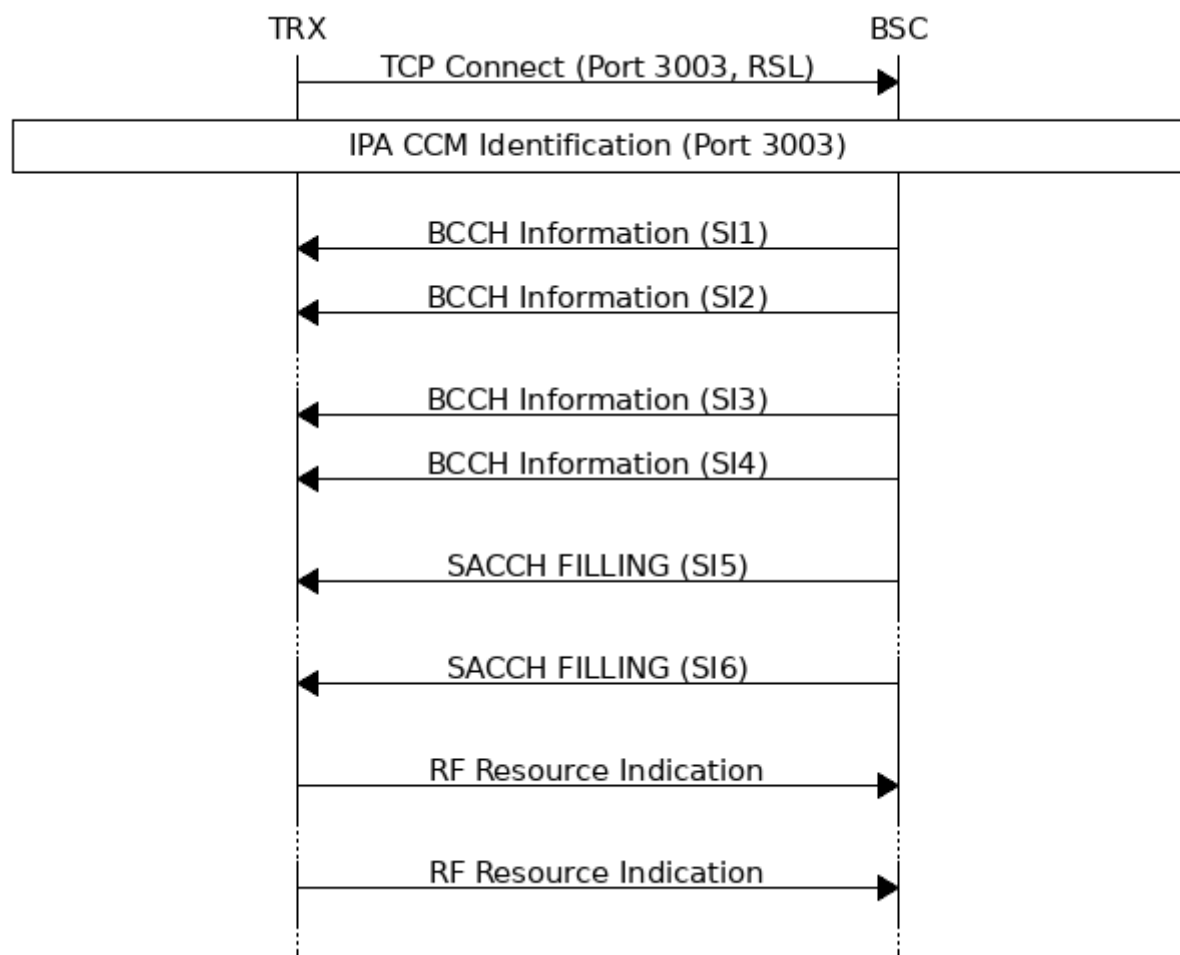 TRX BSC
TCP Connect (Port 3003, RSL)
IPA CCM Identification (Port 3003)
BCCH Information (SI1)
BCCH Information (SI2)
BCCH Information (SI3)
BCCH Information (SI4)
SACCH FILLING (SI5)
SACCH FILLING (SI6)
RF Resource Indication
RF Resource Indication